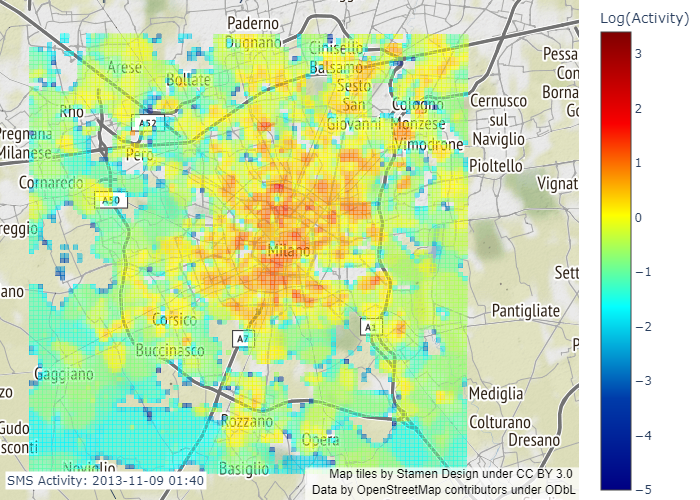 Log(Activity)
Paderno
Dugnano
Cinisello
Balsamo
Arese
Bollate
Sesto
San
Giovanni
Cologno
Monzese
Cernusco
sul
Naviglio
Rho
A52
Pero
Vimodrone
Pioltello
Pregnana
Milanese
Cornaredo
A50
Milano
Pantigliate
Corsico
A7
A1
Buccinasco
Gaggiano
Mediglia
Colturano
Dresano
Rozzano
Opera
Noviglio
Basiglio
Vignat
Pessa
Con
Borna
Go
reggio
ano
Sett
P
zo
Gudo
sconti
3
2
1
0
−1
−2
−3
−4
−5
SMS Activity: 2013-11-09 01:40
Map tiles by Stamen Design under CC BY 3.0
Data by OpenStreetMap contributors under ODbL